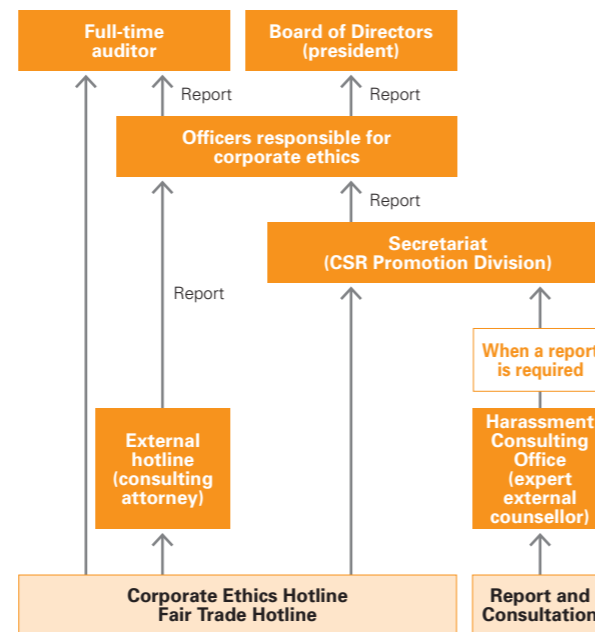 Full-time
auditor
Board of Directors
(president)
Report
Report
Officers responsible for
corporate ethics
Report
Secretariat
(CSR Promotion Division)
Report
When a report
is required
External
hotline
(consulting
attorney)
Harassment
Consulting
Office
(expert
external
counsellor)
Corporate Ethics Hotline
Fair Trade Hotline
Report and
Consultation